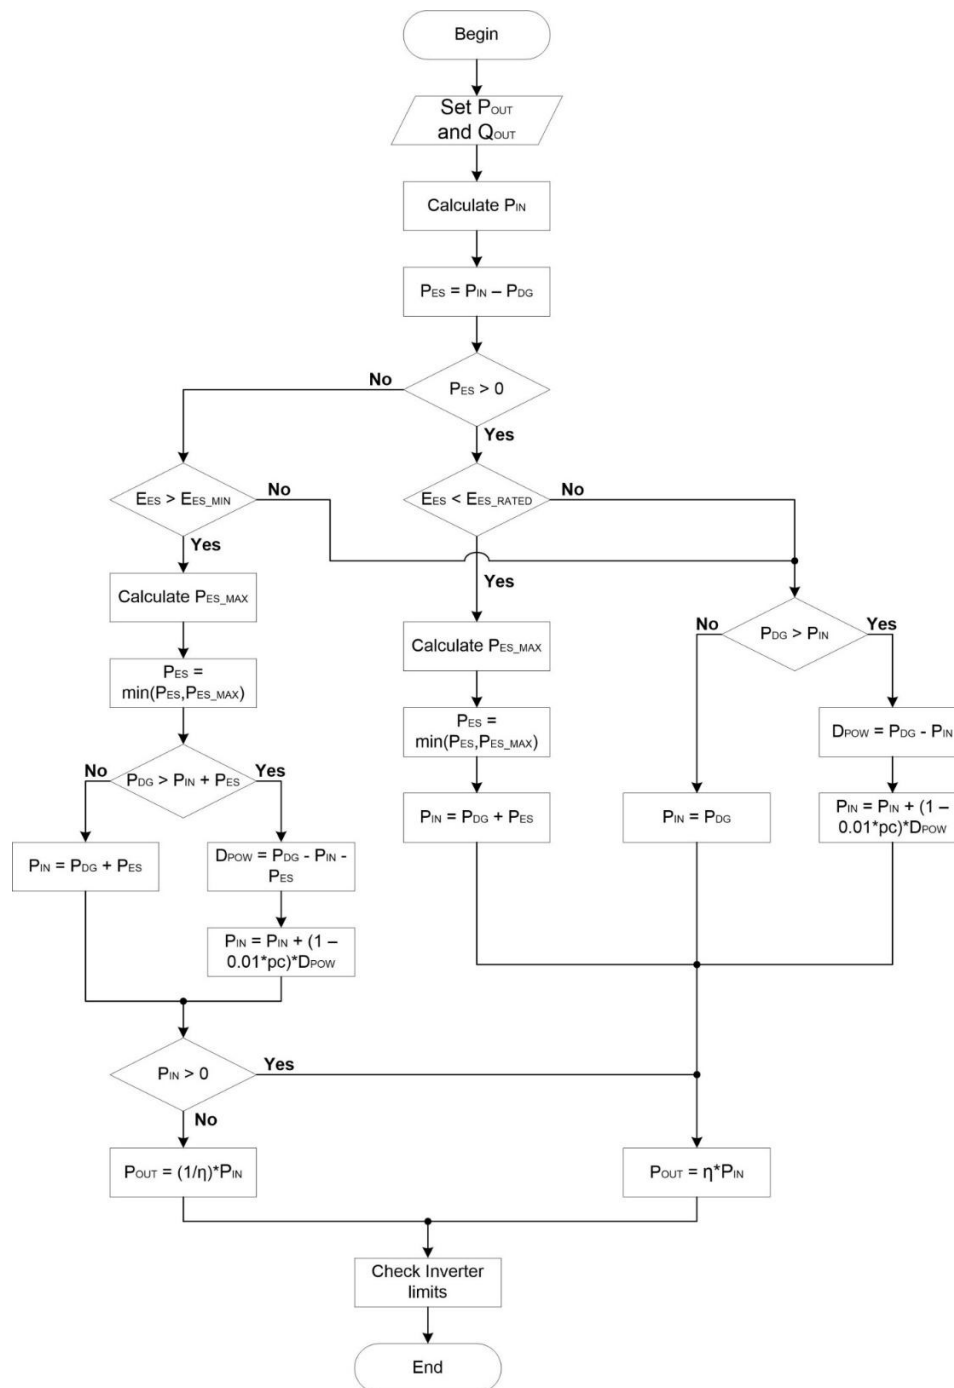 Begin
Set POUT
and QOUT
Calculate PIN
PES = PIN – PDG
PES > 0
No
Yes
EES > EES_MIN
No
Yes
EES < EES_RATED
No
Yes
Calculate PES_MAX
PES =
min(PES,PES_MAX)
PDG > PIN + PES
No
Yes
PIN = PDG + PES
DPOW = PDG - PIN -
PES
PIN = PIN + (1 –
0.01*pc)*DPOW
Calculate PES_MAX
PES =
min(PES,PES_MAX)
PIN = PDG + PES
PDG > PIN
No
Yes
PIN = PDG
DPOW = PDG - PIN
PIN = PIN + (1 –
0.01*pc)*DPOW
PIN > 0
Yes
No
POUT = (1/η)*PIN
POUT = η*PIN
Check Inverter
limits
End